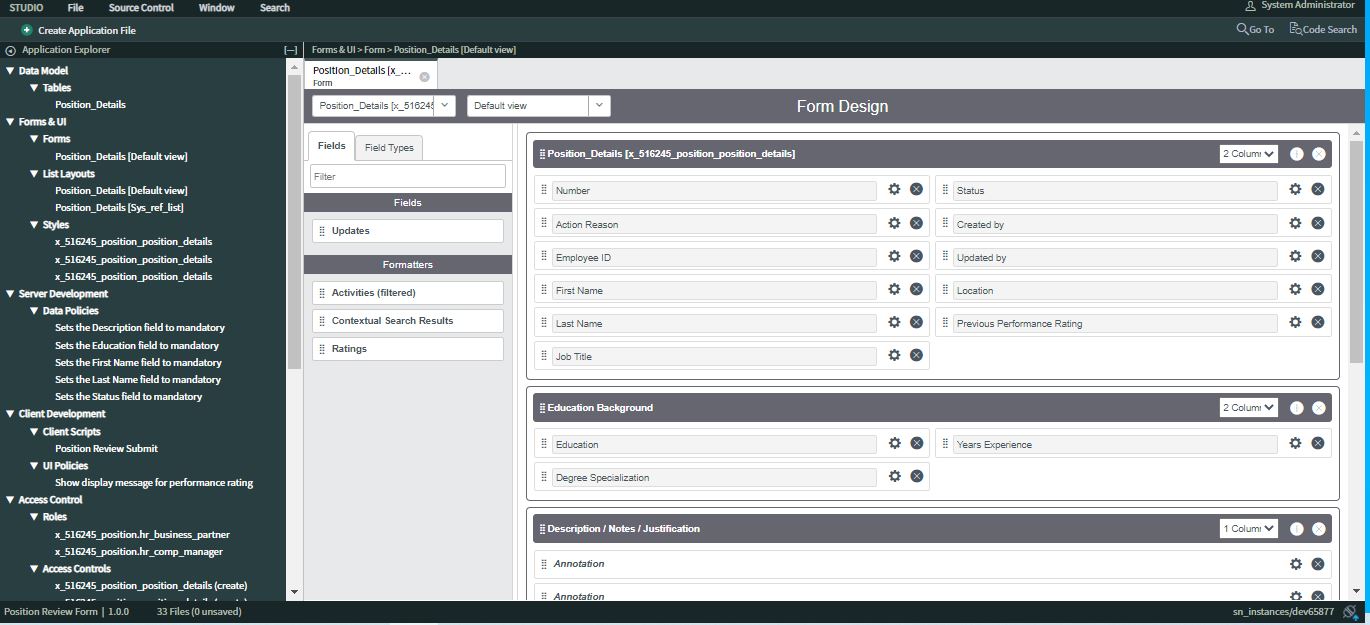 STUDIO File Source Control Window Search System Administrator
Create Application File Go To Code Search
Application Explorer [—] Forms & UI > Form > Position_Details [Default view]
Data Model
Tables
Position_Details
Forms & UI
Forms
Position_Details [Default view]
List Layouts
Position_Details [Default view]
Position_Details [Sys_ref_list]
Styles
x_516245_position_position_details
x_516245_position_position_details
x_516245_position_position_details
Server Development
Data Policies
Sets the Description field to mandatory
Sets the Education field to mandatory
Sets the First Name field to mandatory
Sets the Last Name field to mandatory
Sets the Status field to mandatory
Client Development
Client Scripts
Position Review Submit
UI Policies
Show display message for performance rating
Access Control
Roles
x_516245_position.hr_business_partner
x_516245_position.hr_comp_manager
Access Controls
x_516245_position_position_details (create)
Position_Details [x_...
Form
Position_Details [x_51624 Default view Form Design
Fields Field Types
Filter
Fields
Updates
Formatters
Activities (filtered)
Contextual Search Results
Ratings
Position_Details [x_516245_position_position_details] 2 Colum
Number Status
Action Reason Created by
Employee ID Updated by
First Name Location
Last Name Previous Performance Rating
Job Title
Education Background 2 Colum
Education Years Experience
Degree Specialization
Description / Notes / Justification 1 Colum
Annotation
Annotation
Position Review Form | 1.0.0 33 Files (0 unsaved) sn_instances/dev65877